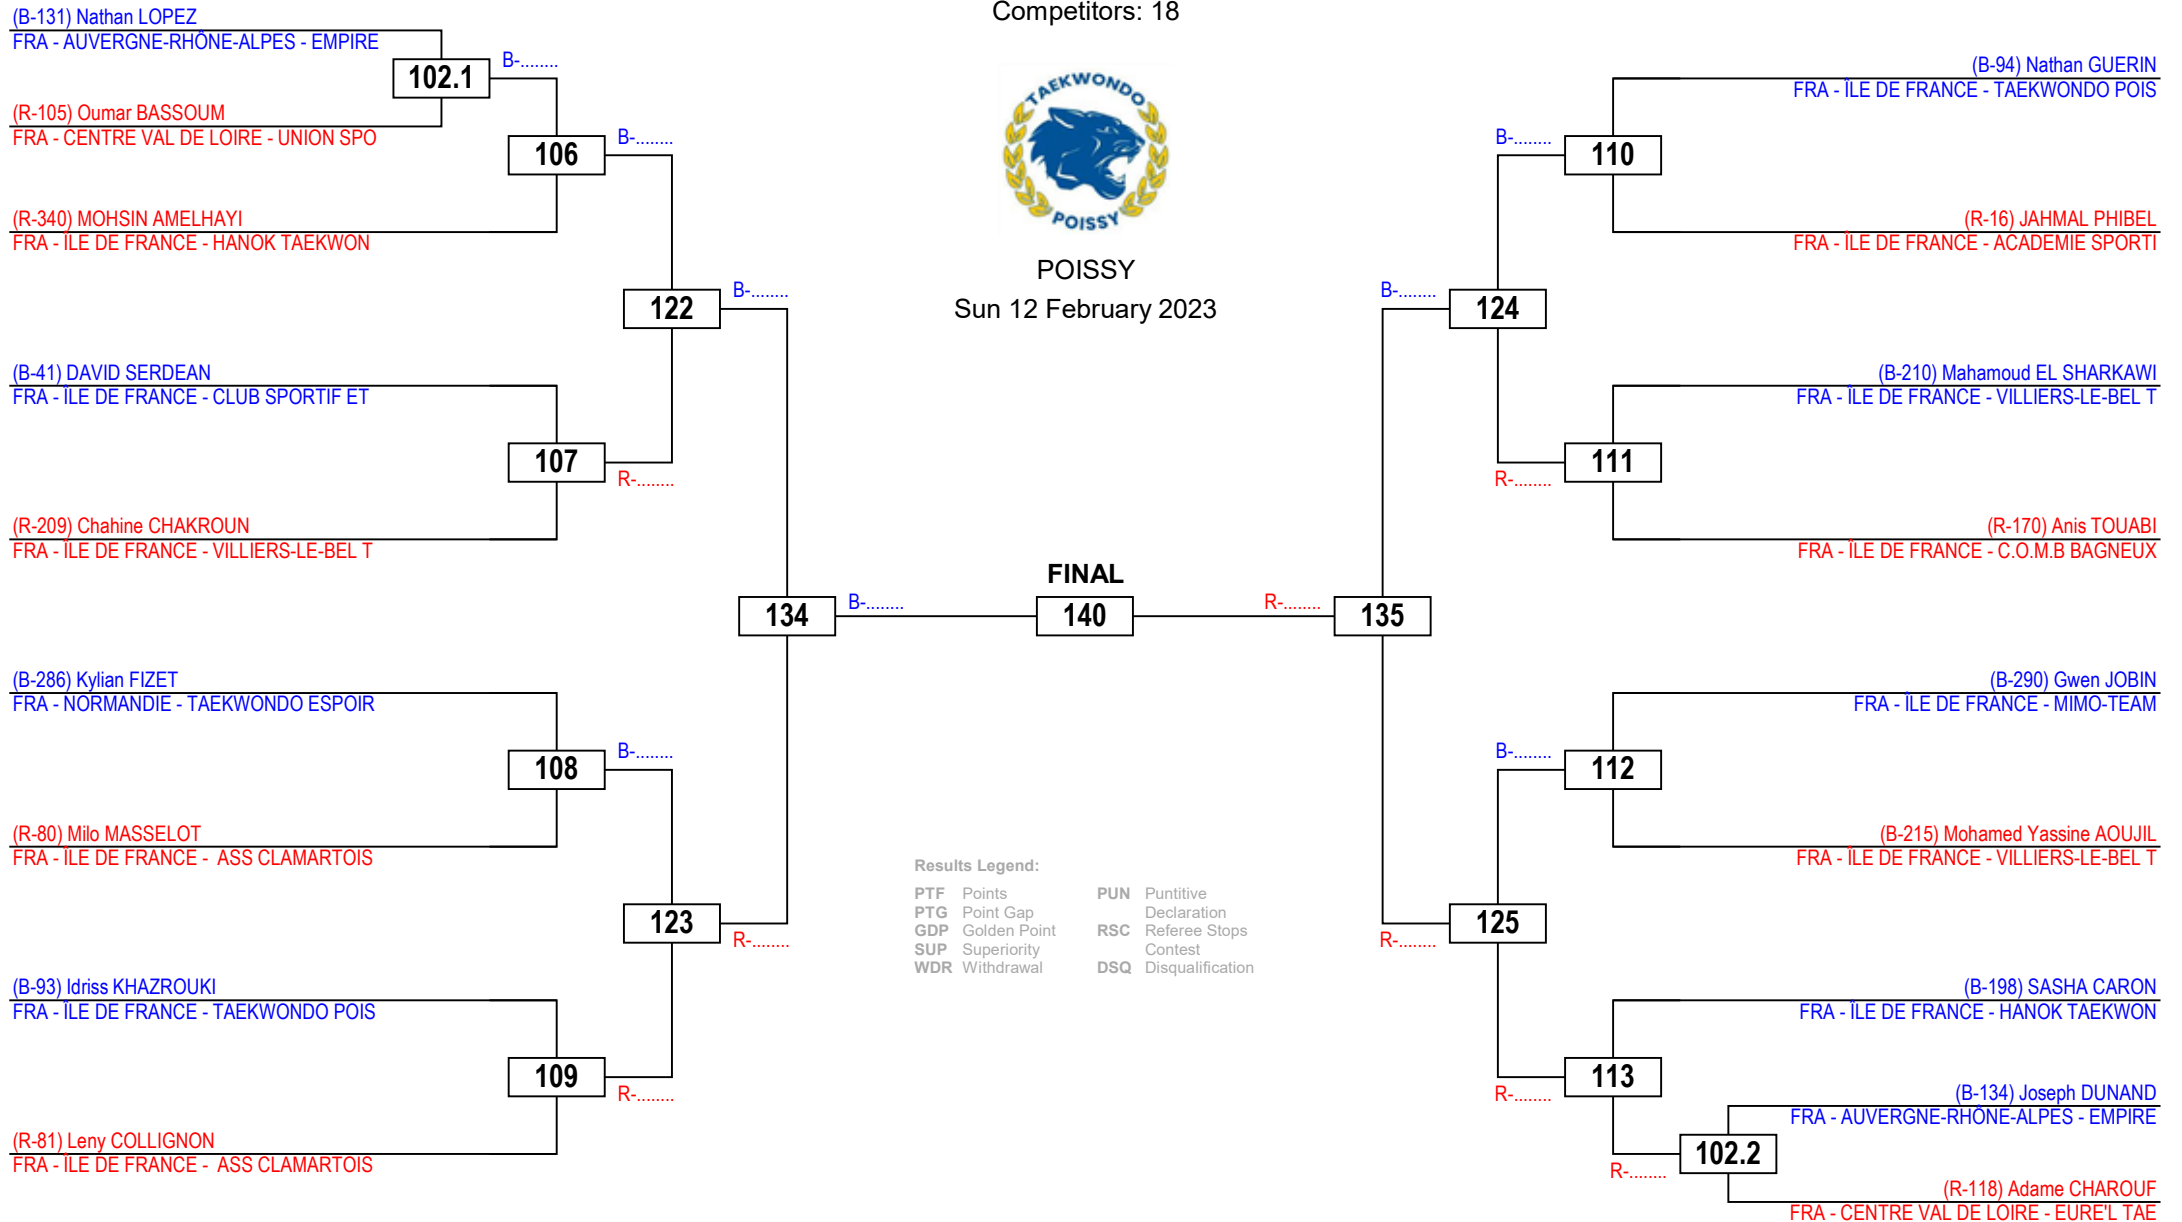 Competitors: 18
TAEKWONDO
POISSY
POISSY
Sun 12 February 2023
(B-131) Nathan LOPEZ
FRA - AUVERGNE-RHÔNE-ALPES - EMPIRE
102.1
B-........
(R-105) Oumar BASSOUM
FRA - CENTRE VAL DE LOIRE - UNION SPO
106
B-........
(R-340) MOHSIN AMELHAYI
FRA - ÎLE DE FRANCE - HANOK TAEKWON
122
B-........
(B-41) DAVID SERDEAN
FRA - ÎLE DE FRANCE - CLUB SPORTIF ET
107
R-........
(R-209) Chahine CHAKROUN
FRA - ÎLE DE FRANCE - VILLIERS-LE-BEL T
134
B-........
(B-286) Kylian FIZET
FRA - NORMANDIE - TAEKWONDO ESPOIR
108
B-........
(R-80) Milo MASSELOT
FRA - ÎLE DE FRANCE - ASS CLAMARTOIS
123
R-........
(B-93) Idriss KHAZROUKI
FRA - ÎLE DE FRANCE - TAEKWONDO POIS
109
R-........
(R-81) Leny COLLIGNON
FRA - ÎLE DE FRANCE - ASS CLAMARTOIS
FINAL
140
(B-94) Nathan GUERIN
FRA - ÎLE DE FRANCE - TAEKWONDO POIS
B-........
110
(R-16) JAHMAL PHIBEL
FRA - ÎLE DE FRANCE - ACADEMIE SPORTI
B-........
124
(B-210) Mahamoud EL SHARKAWI
FRA - ÎLE DE FRANCE - VILLIERS-LE-BEL T
R-........
111
(R-170) Anis TOUABI
FRA - ÎLE DE FRANCE - C.O.M.B BAGNEUX
R-........
135
(B-290) Gwen JOBIN
FRA - ÎLE DE FRANCE - MIMO-TEAM
B-........
112
(B-215) Mohamed Yassine AOUJIL
FRA - ÎLE DE FRANCE - VILLIERS-LE-BEL T
R-........
125
(B-198) SASHA CARON
FRA - ÎLE DE FRANCE - HANOK TAEKWON
R-........
113
(B-134) Joseph DUNAND
FRA - AUVERGNE-RHÔNE-ALPES - EMPIRE
R-........
102.2
(R-118) Adame CHAROUF
FRA - CENTRE VAL DE LOIRE - EURE'L TAE
Results Legend:
PTF Points
PTG Point Gap
GDP Golden Point
SUP Superiority
WDR Withdrawal
PUN Puntitive
Declaration
RSC Referee Stops
Contest
DSQ Disqualification